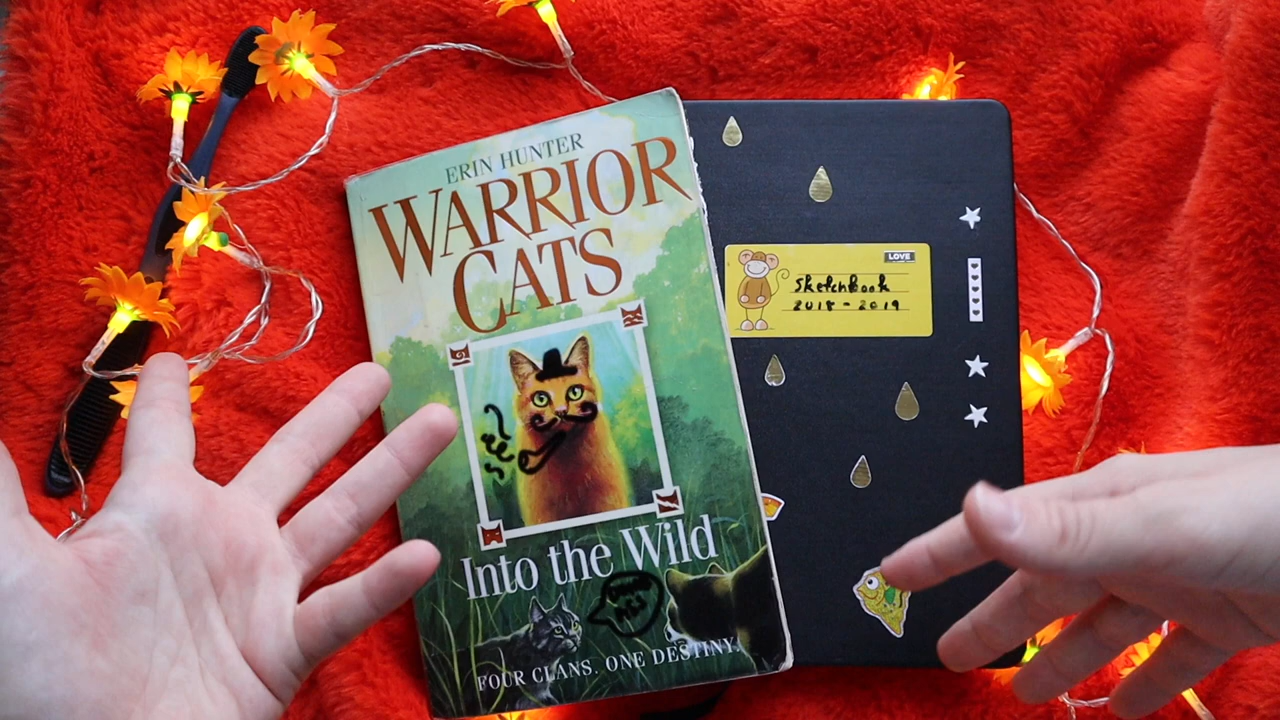 ERIN HUNTER
WARRIOR
CATS
Into the Wild
FOUR CLANS. ONE DESTINY.
LOVE
Sketchbook
2018 - 2019